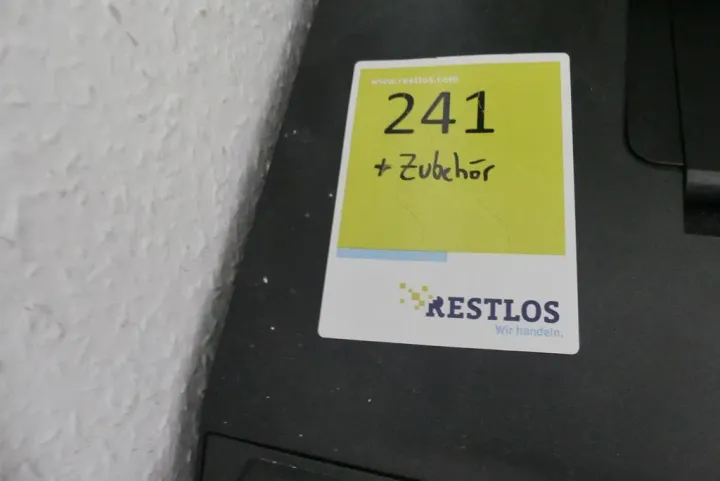 www.restlos.com
241
+ Zubehör
RESTLOS
Wir handeln.